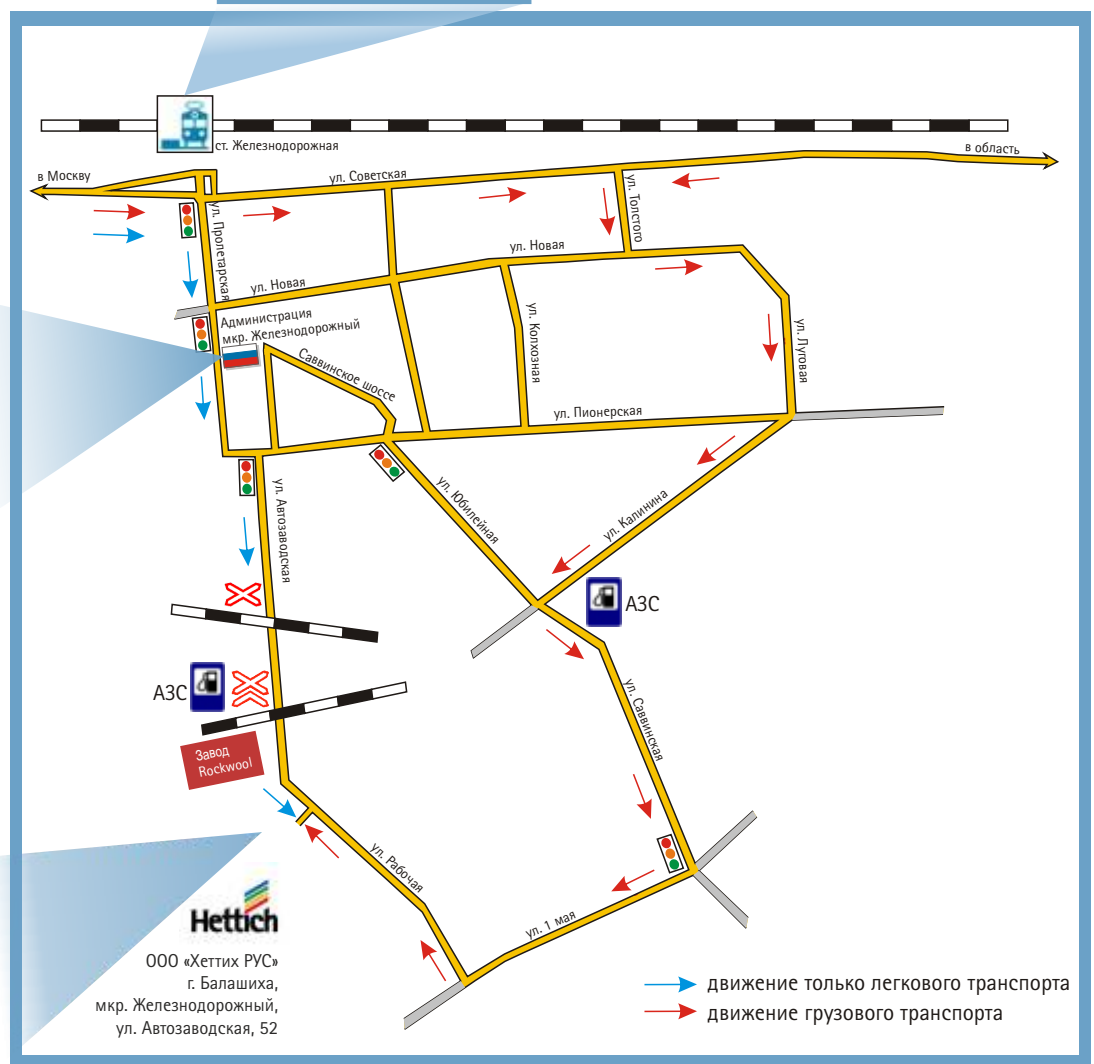 ст. Железнодорожная
в Москву
в область
ул. Советская
ул. Толстого
ул. Пролетарская
ул. Новая
ул. Новая
Администрация
мкр. Железнодорожный
ул. Колхозная
ул. Луговая
Саввинское шоссе
ул. Пионерская
ул. Автозаводская
ул. Юбилейная
ул. Калинина
АЗС
АЗС
ул. Саввинская
Завод
Rockwool
ул. Рабочая
ул. 1 мая
Hettich
ООО «Хеттих РУС»
г. Балашиха,
мкр. Железнодорожный,
ул. Автозаводская, 52
движение только легкового транспорта
движение грузового транспорта